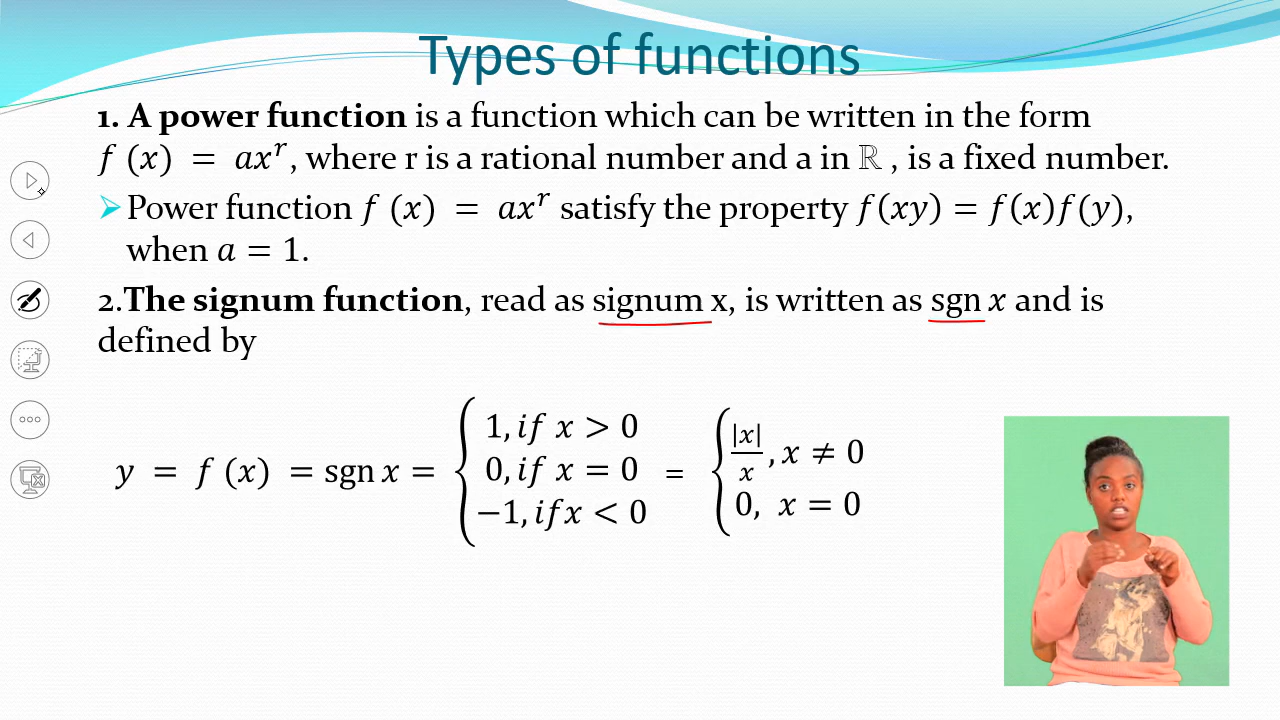 Types of functions
1. A power function is a function which can be written in the form
f (x) = axʳ, where r is a rational number and a in ℝ , is a fixed number.
➢Power function f (x) = axʳ satisfy the property f(xy) = f(x)f(y),
when a = 1.
2.The signum function, read as signum x, is written as sgn x and is
defined by
y = f (x) = sgn x = { 1, if x > 0 0, if x = 0 −1, ifx < 0 = { |x|/x , x ≠ 0 0, x = 0